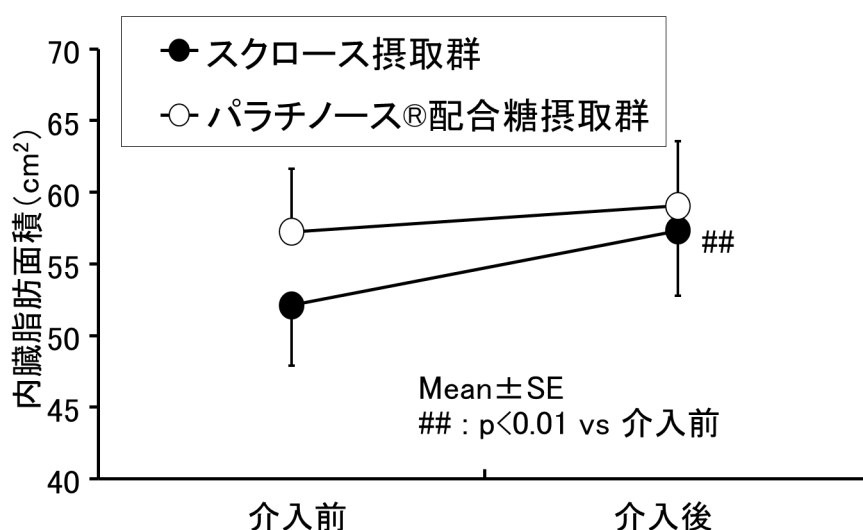 スクロース摂取群
パラチノース®配合糖摂取群
内臓脂肪面積(cm²)
70
65
60
55
50
45
40
##
Mean±SE
## : p<0.01 vs 介入前
介入前
介入後